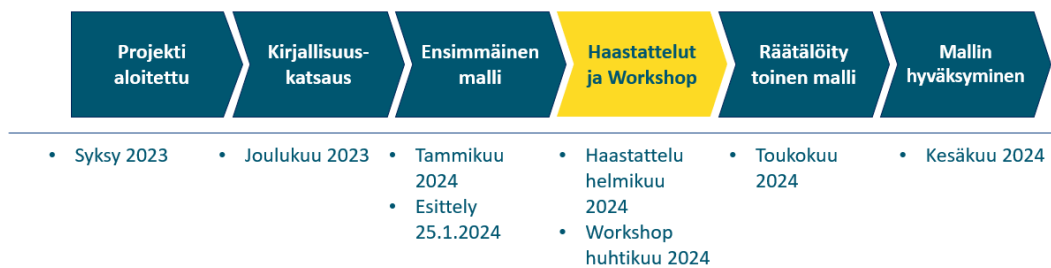 Projekti
aloitettu
Kirjallisuus-
katsaus
Ensimmäinen
malli
Haastattelut
ja Workshop
Räätälöity
toinen malli
Mallin
hyväksyminen
• Syksy 2023
• Joulukuu 2023
• Tammikuu
2024
• Esittely
25.1.2024
• Haastattelu
helmikuu
2024
• Workshop
huhtikuu 2024
• Toukokuu
2024
• Kesäkuu 2024